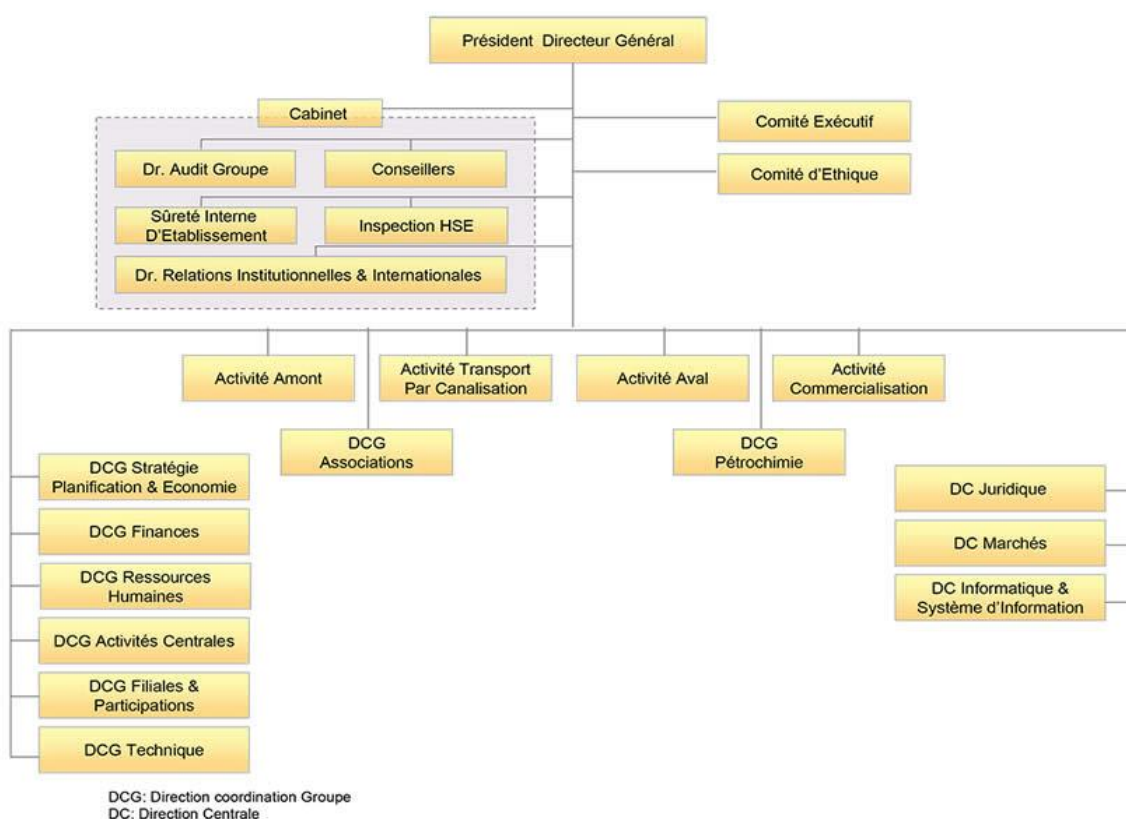 Président Directeur Général
Cabinet
Comité Exécutif
Dr. Audit Groupe
Conseillers
Comité d'Ethique
Sûreté Interne
D'Etablissement
Inspection HSE
Dr. Relations Institutionnelles & Internationales
Activité Amont
Activité Transport
Par Canalisation
Activité Aval
Activité
Commercialisation
DCG
Associations
DCG
Pétrochimie
DCG Stratégie
Planification & Economie
DCG Finances
DCG Ressources
Humaines
DCG Activités Centrales
DCG Filiales &
Participations
DCG Technique
DC Juridique
DC Marchés
DC Informatique &
Système d'Information
DCG: Direction coordination Groupe
DC: Direction Centrale